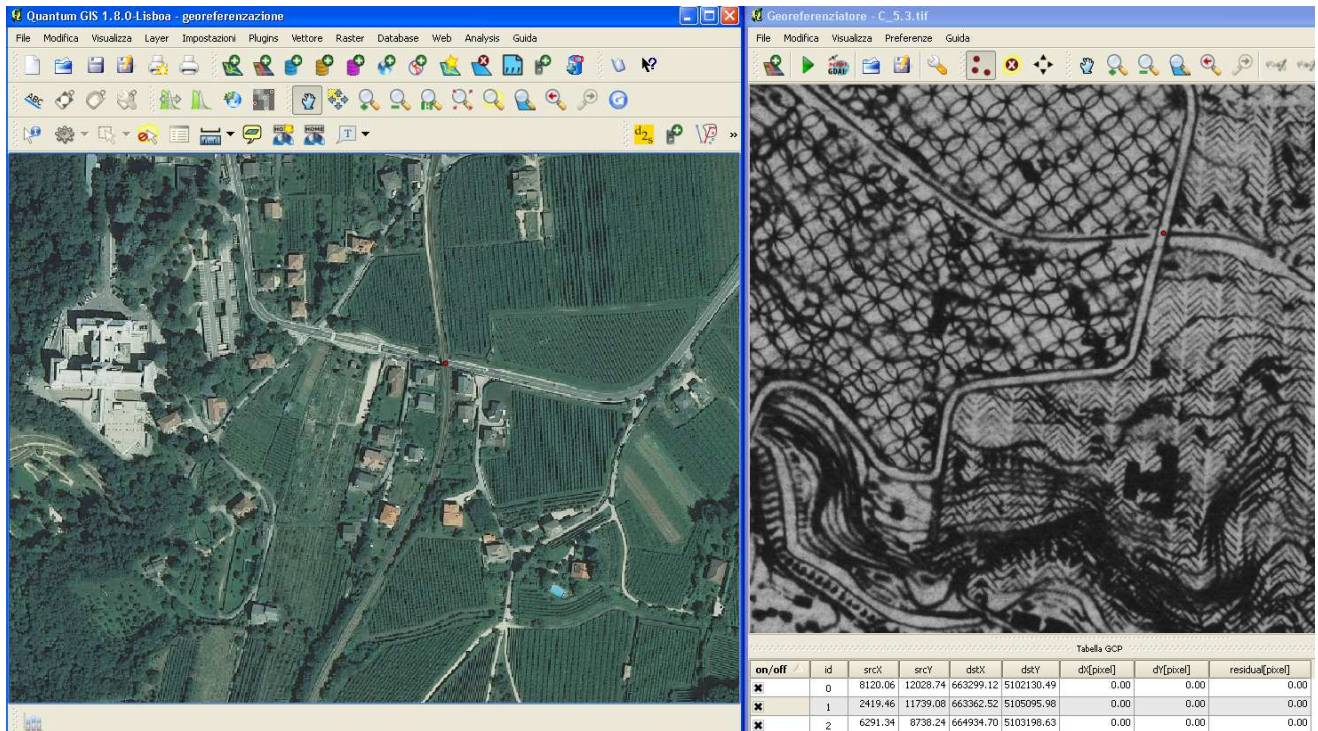 Quantum GIS 1.8.0-Lisboa - georeferenzazione
File Modifica Visualizza Layer Impostazioni Plugins Vettore Raster Database Web Analysis Guida
ABC
T
d2s
Georeferenziatore - C_5.3.tif
File Modifica Visualizza Preferenze Guida
GDAL
Tabella GCP
on/off id srcX srcY dstX dstY dX[pixel] dY[pixel] residual[pixel]
0 8120.06 12028.74 663299.12 5102130.49 0.00 0.00 0.00
1 2419.46 11739.08 663362.52 5105095.98 0.00 0.00 0.00
2 6291.34 8738.24 664934.70 5103198.63 0.00 0.00 0.00